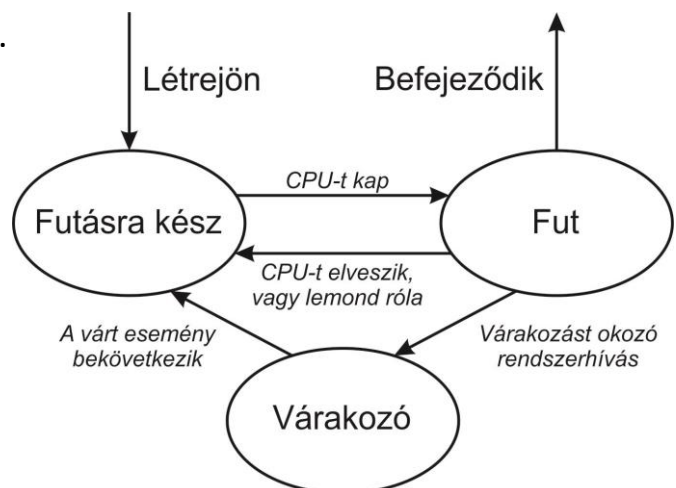 .
Létrejön
Befejeződik
CPU-t kap
Futásra kész
Fut
CPU-t elveszik,
vagy lemond róla
A várt esemény
bekövetkezik
Várakozást okozó
rendszerhívás
Várakozó